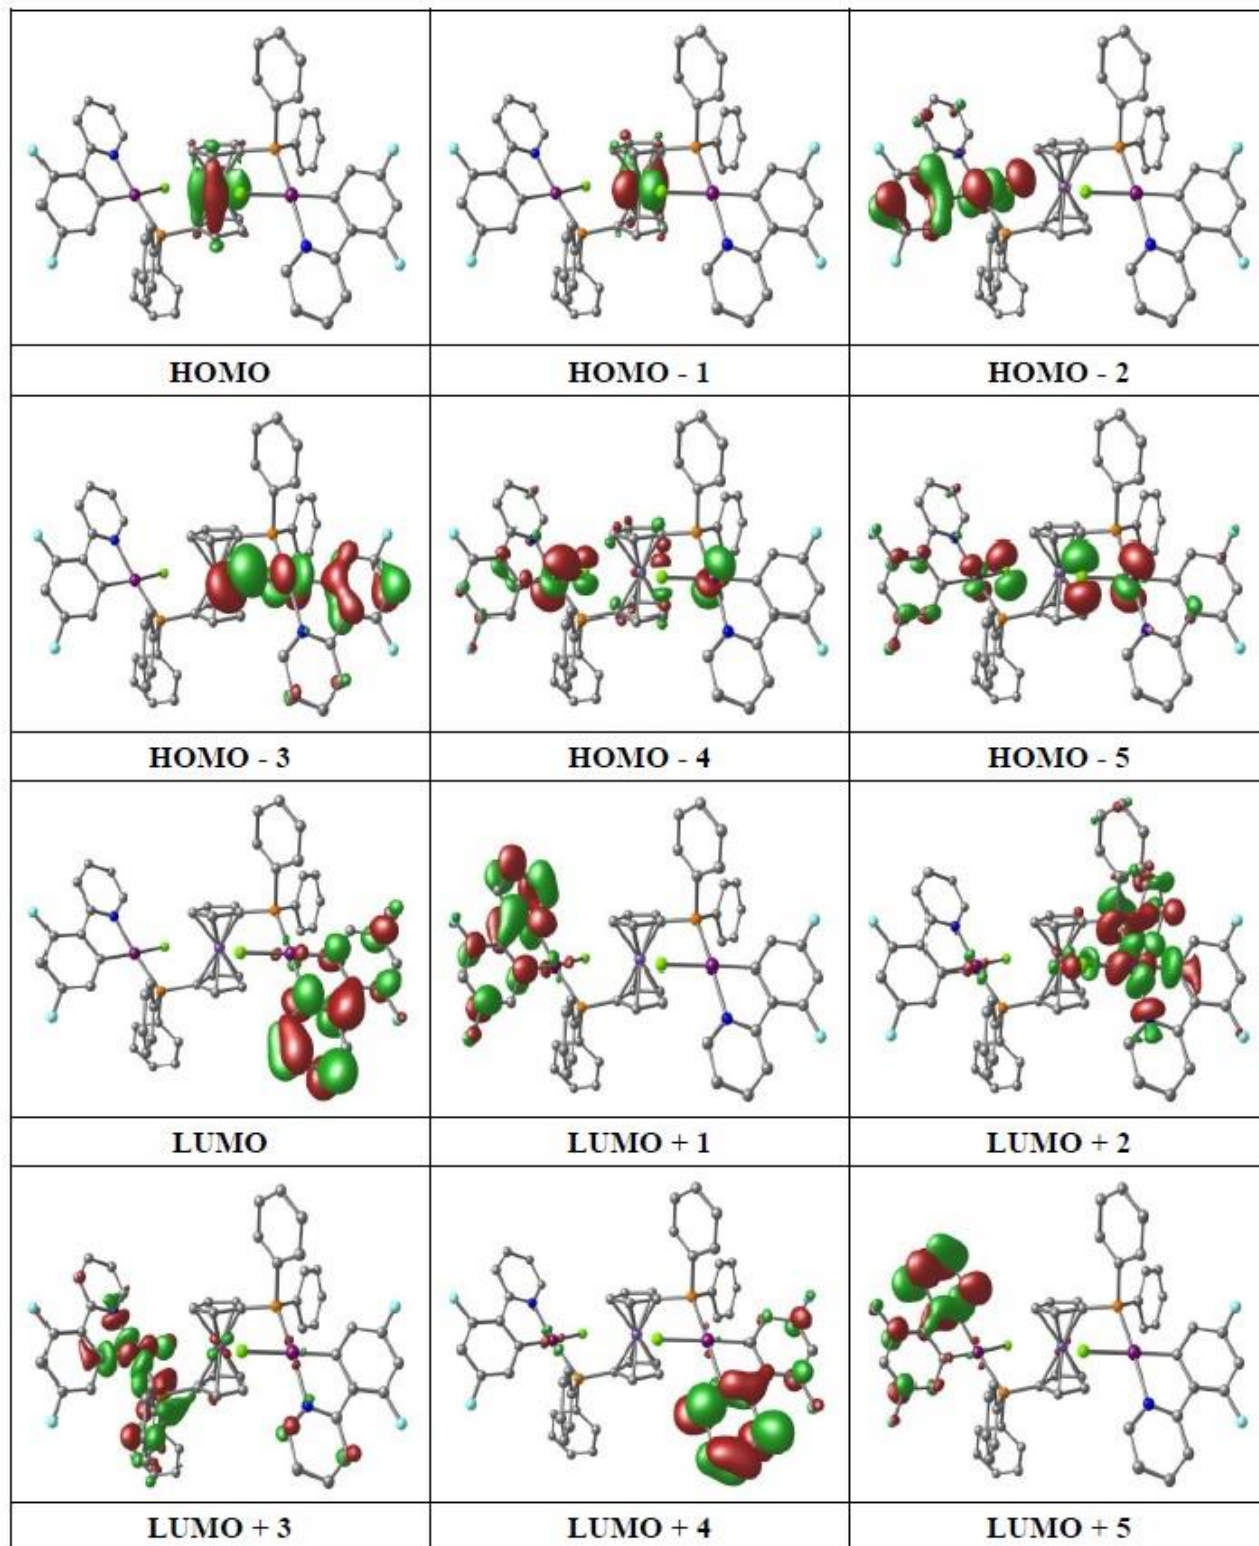 HOMO
HOMO - 1
HOMO - 2
HOMO - 3
HOMO - 4
HOMO - 5
LUMO
LUMO + 1
LUMO + 2
LUMO + 3
LUMO + 4
LUMO + 5